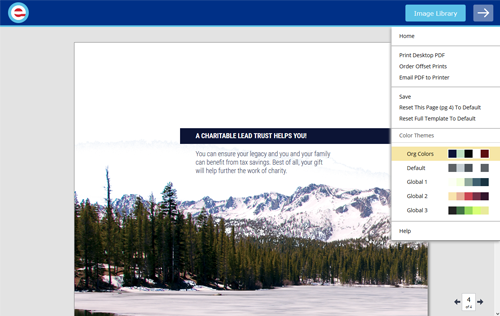 Image Library
Home
Print Desktop PDF
Order Offset Prints
Email PDF to Printer
Save
Reset This Page (pg 4) To Default
Reset Full Template To Default
Color Themes
Org Colors
Default
Global 1
Global 2
Global 3
Help
A CHARITABLE LEAD TRUST HELPS YOU!
You can ensure your legacy and you and your family
can benefit from tax savings. Best of all, your gift
will help further the work of charity.
4